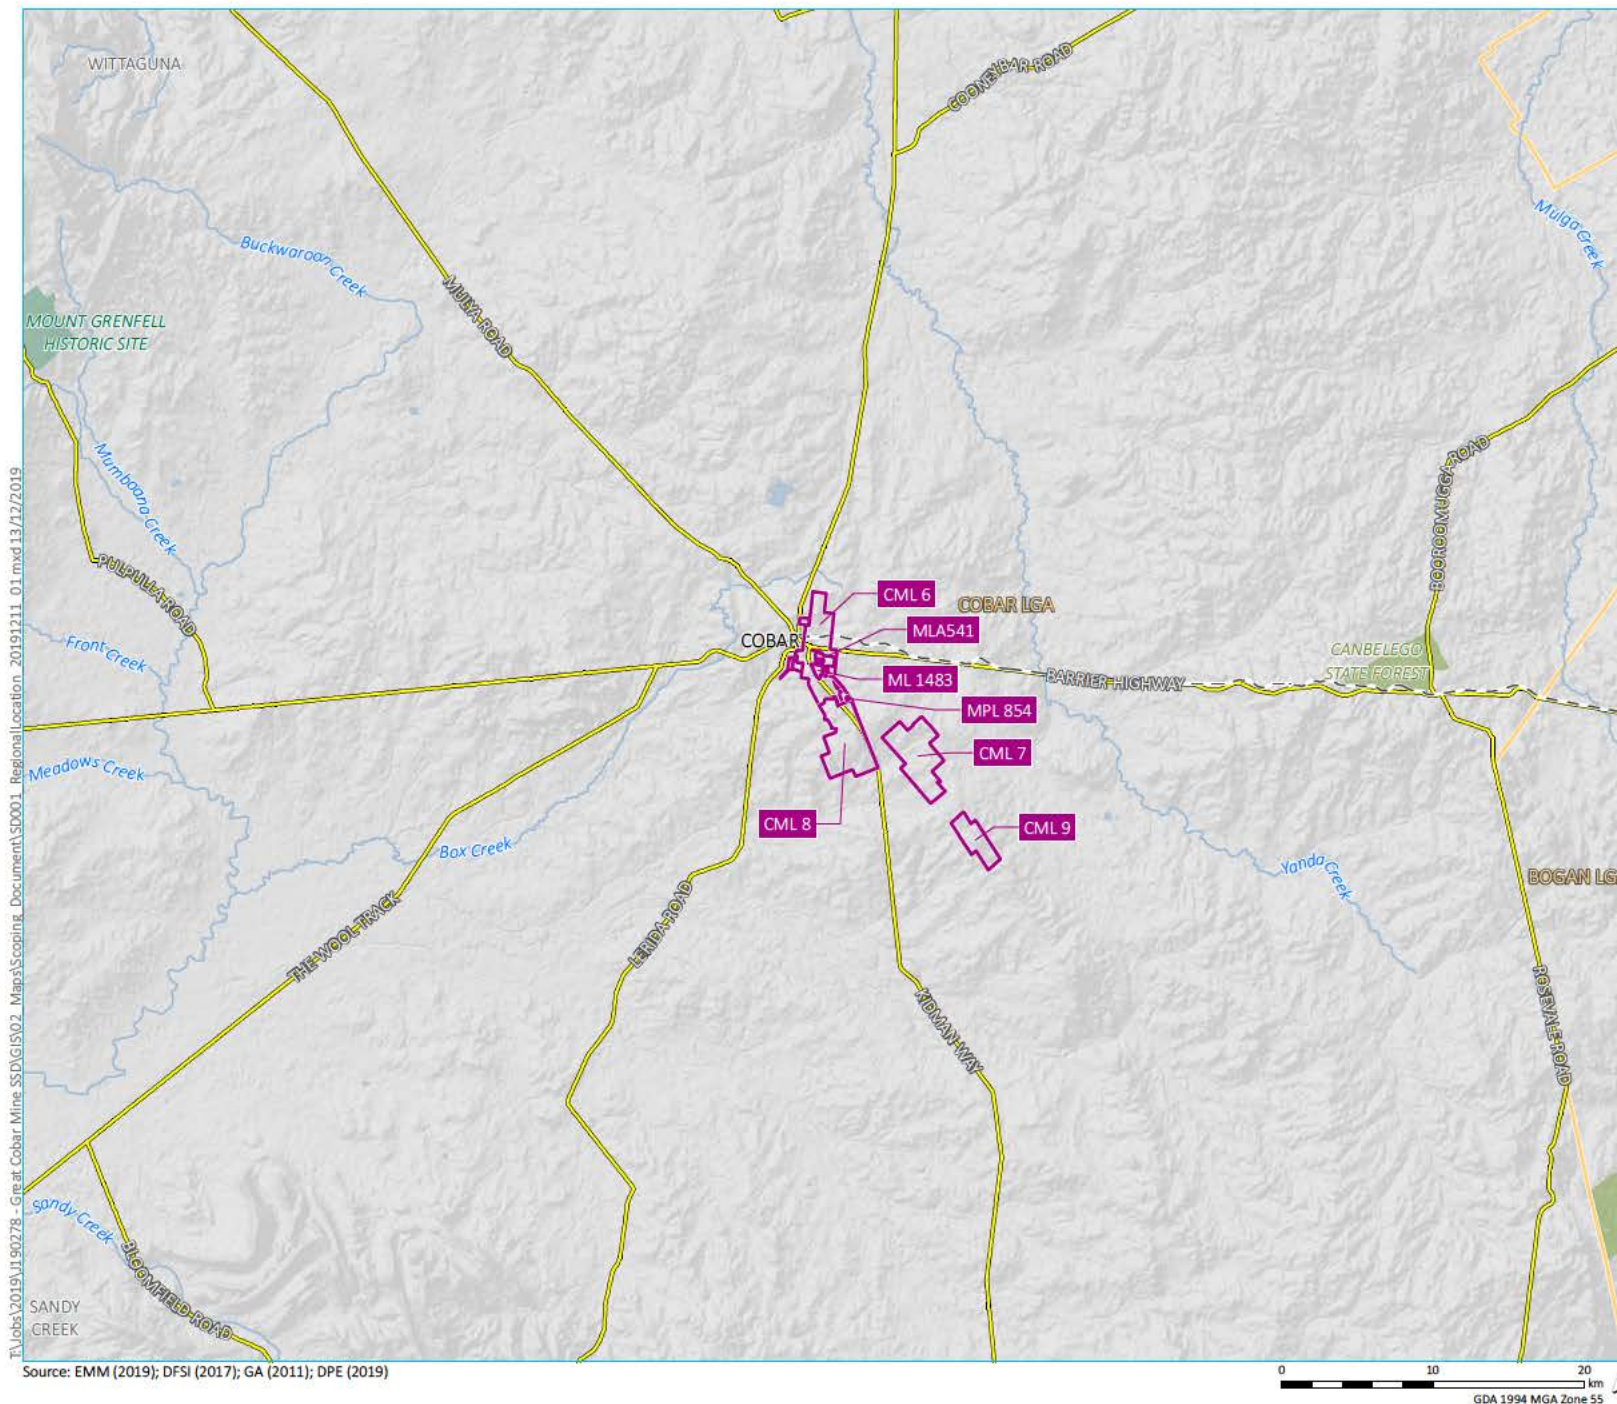 WITTAGUNA
COONEYBAR ROAD
Mulga Creek
Buckwaroon Creek
MULYA ROAD
MOUNT GRENFELL
HISTORIC SITE
Mumboana Creek
BOOROOMUGGA ROAD
PULPULLA ROAD
CML 6
COBAR LGA
MLA541
COBAR
Front Creek
CANBELEGO
STATE FOREST
ML 1483
BARRIER HIGHWAY
MPL 854
CML 7
Meadows Creek
CML 8
CML 9
Box Creek
Yanda Creek
BOGAN LG
THE WOOL TRACK
LERIDA ROAD
KIDMAN WAY
ROSEVALE ROAD
Sandy Creek
BLOOMFIELD ROAD
SANDY
CREEK
T:\Jobs\2019\J190278 - Great Cobar Mine SSD\GIS\02_Maps\Scoping_Document\SD001_RegionalLocation_20191211_01.mxd 13/12/2019
Source: EMM (2019); DFSI (2017); GA (2011); DPE (2019)
0 10 20
km
GDA 1994 MGA Zone 55